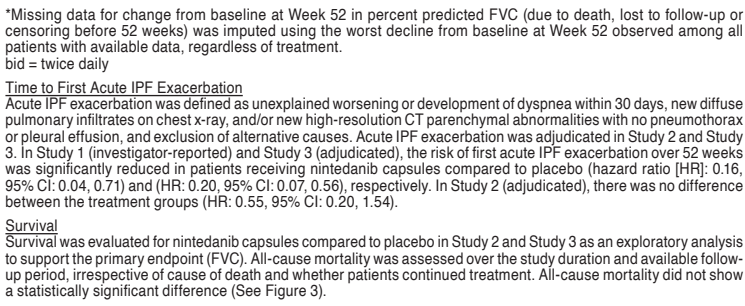 *Missing data for change from baseline at Week 52 in percent predicted FVC (due to death, lost to follow-up or
censoring before 52 weeks) was imputed using the worst decline from baseline at Week 52 observed among all
patients with available data, regardless of treatment.
bid = twice daily
Time to First Acute IPF Exacerbation
Acute IPF exacerbation was defined as unexplained worsening or development of dyspnea within 30 days, new diffuse
pulmonary infiltrates on chest x-ray, and/or new high-resolution CT parenchymal abnormalities with no pneumothorax
or pleural effusion, and exclusion of alternative causes. Acute IPF exacerbation was adjudicated in Study 2 and Study
3. In Study 1 (investigator-reported) and Study 3 (adjudicated), the risk of first acute IPF exacerbation over 52 weeks
was significantly reduced in patients receiving nintedanib capsules compared to placebo (hazard ratio [HR]: 0.16,
95% CI: 0.04, 0.71) and (HR: 0.20, 95% CI: 0.07, 0.56), respectively. In Study 2 (adjudicated), there was no difference
between the treatment groups (HR: 0.55, 95% CI: 0.20, 1.54).
Survival
Survival was evaluated for nintedanib capsules compared to placebo in Study 2 and Study 3 as an exploratory analysis
to support the primary endpoint (FVC). All-cause mortality was assessed over the study duration and available follow-
up period, irrespective of cause of death and whether patients continued treatment. All-cause mortality did not show
a statistically significant difference (See Figure 3).